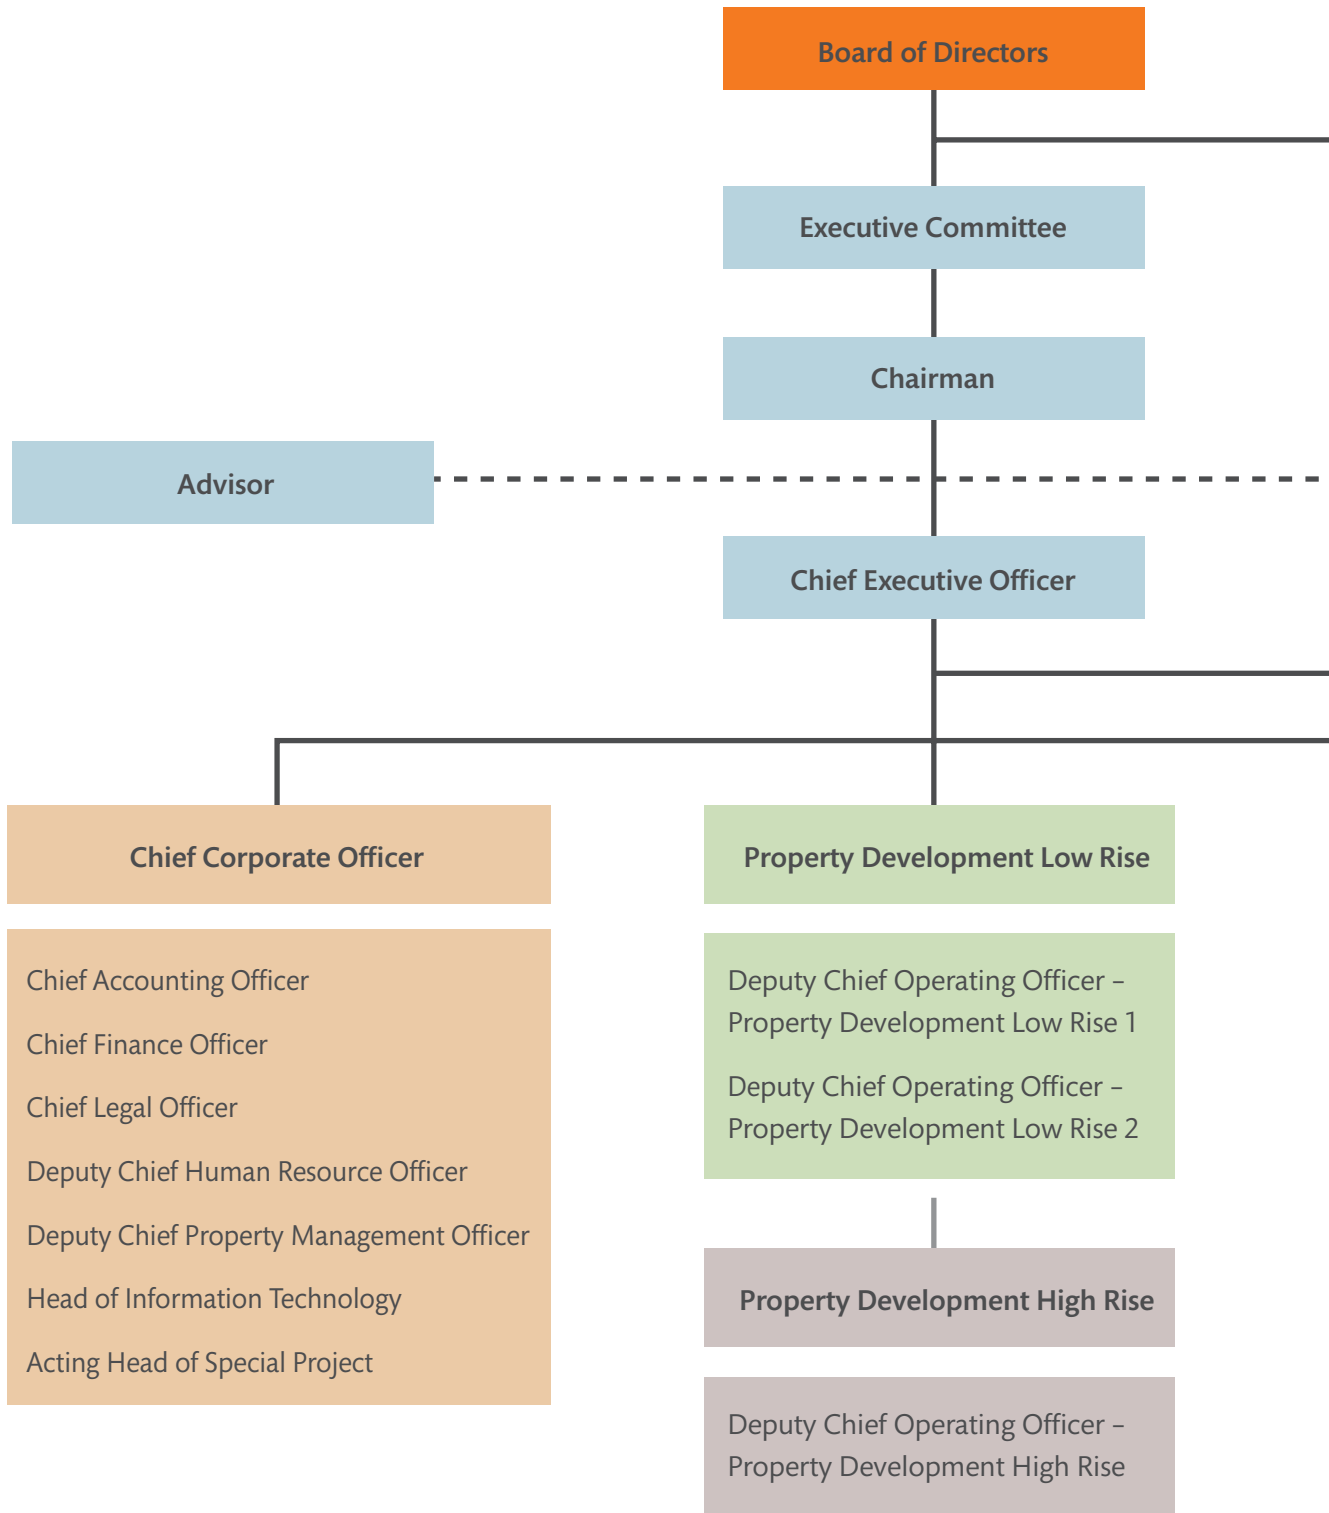 Board of Directors
Executive Committee
Chairman
Advisor
Chief Executive Officer
Chief Corporate Officer
Chief Accounting Officer
Chief Finance Officer
Chief Legal Officer
Deputy Chief Human Resource Officer
Deputy Chief Property Management Officer
Head of Information Technology
Acting Head of Special Project
Property Development Low Rise
Deputy Chief Operating Officer –
Property Development Low Rise 1
Deputy Chief Operating Officer –
Property Development Low Rise 2
Property Development High Rise
Deputy Chief Operating Officer –
Property Development High Rise